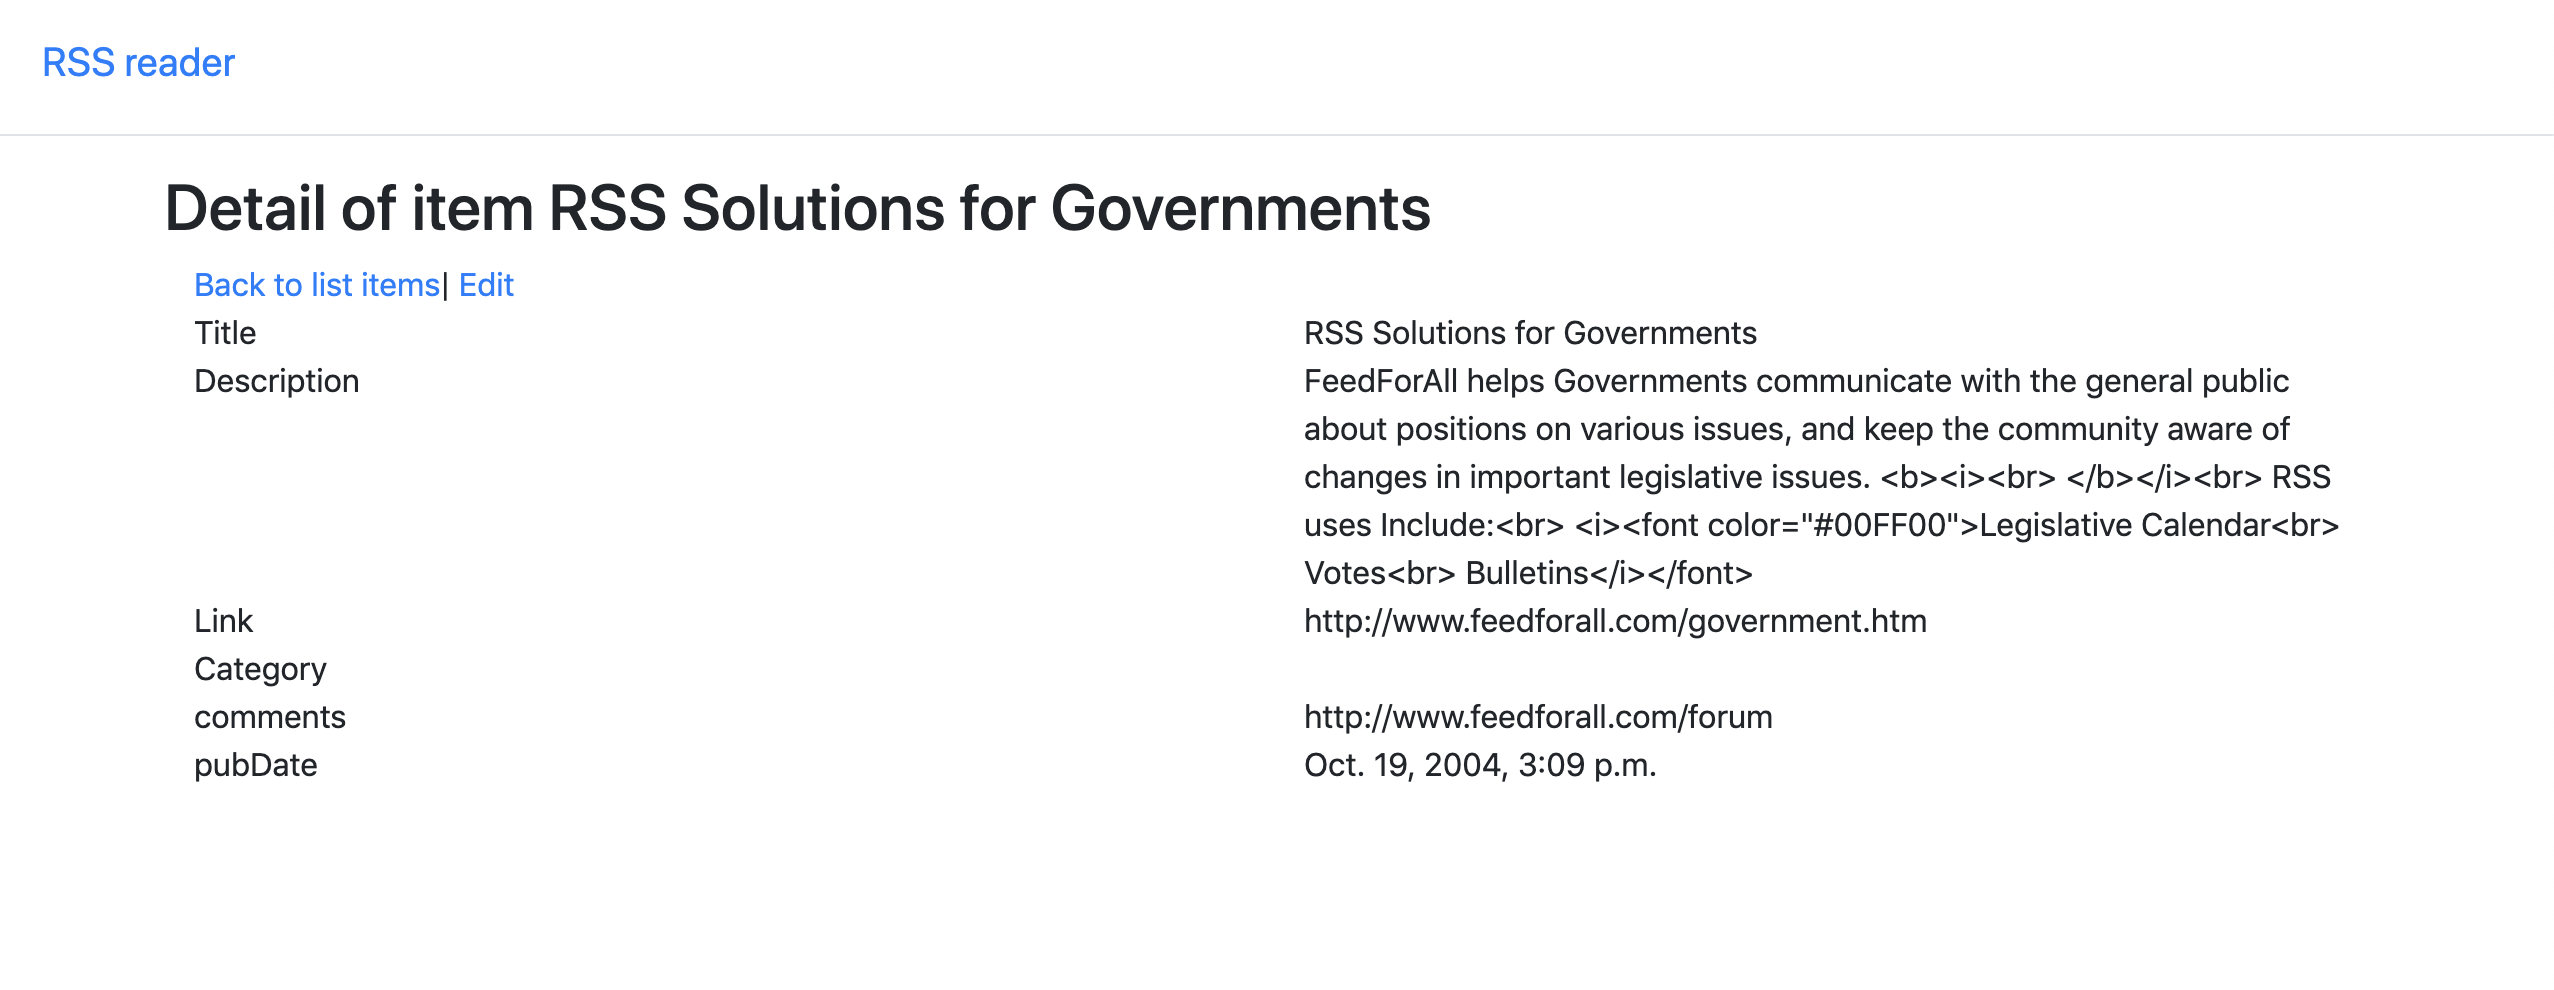 RSS reader
Detail of item RSS Solutions for Governments
Back to list items| Edit
Title
RSS Solutions for Governments
Description
FeedForAll helps Governments communicate with the general public
about positions on various issues, and keep the community aware of
changes in important legislative issues. <b><i><br> </b></i><br> RSS
uses Include:<br> <i><font color="#00FF00">Legislative Calendar<br>
Votes<br> Bulletins</i></font>
Link
http://www.feedforall.com/government.htm
Category
comments
http://www.feedforall.com/forum
pubDate
Oct. 19, 2004, 3:09 p.m.